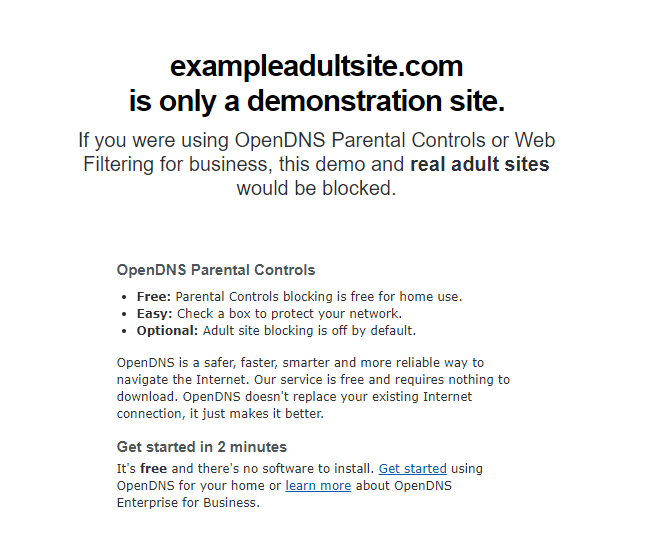 exampleadultsite.com
is only a demonstration site.
If you were using OpenDNS Parental Controls or Web
Filtering for business, this demo and real adult sites
would be blocked.
OpenDNS Parental Controls
• Free: Parental Controls blocking is free for home use.
• Easy: Check a box to protect your network.
• Optional: Adult site blocking is off by default.
OpenDNS is a safer, faster, smarter and more reliable way to
navigate the Internet. Our service is free and requires nothing to
download. OpenDNS doesn't replace your existing Internet
connection, it just makes it better.
Get started in 2 minutes
It's free and there's no software to install. Get started using
OpenDNS for your home or learn more about OpenDNS
Enterprise for Business.